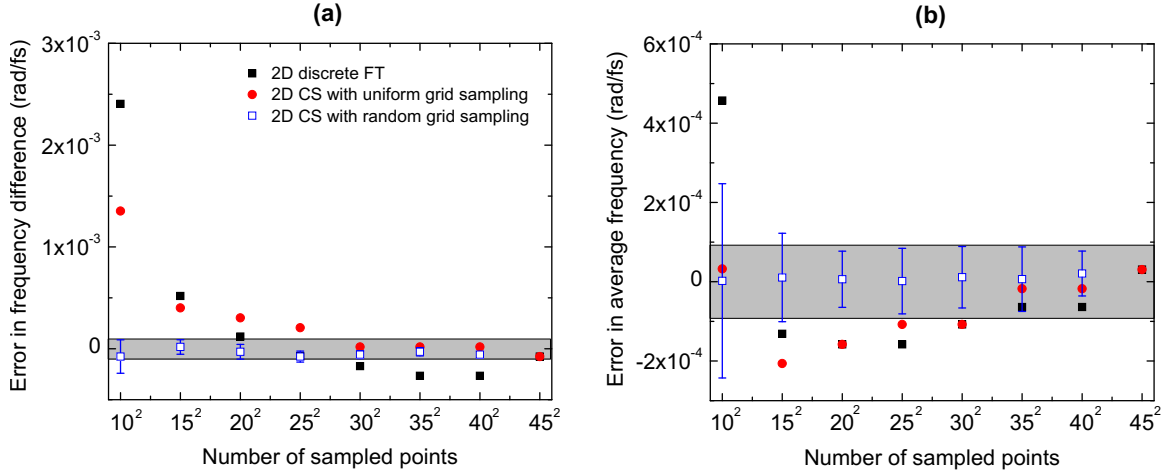 (a)
Error in frequency difference (rad/fs)
3x10⁻³
2x10⁻³
1x10⁻³
0
■ 2D discrete FT
● 2D CS with uniform grid sampling
□ 2D CS with random grid sampling
10² 15² 20² 25² 30² 35² 40² 45²
Number of sampled points
(b)
Error in average frequency (rad/fs)
6x10⁻⁴
4x10⁻⁴
2x10⁻⁴
0
-2x10⁻⁴
10² 15² 20² 25² 30² 35² 40² 45²
Number of sampled points